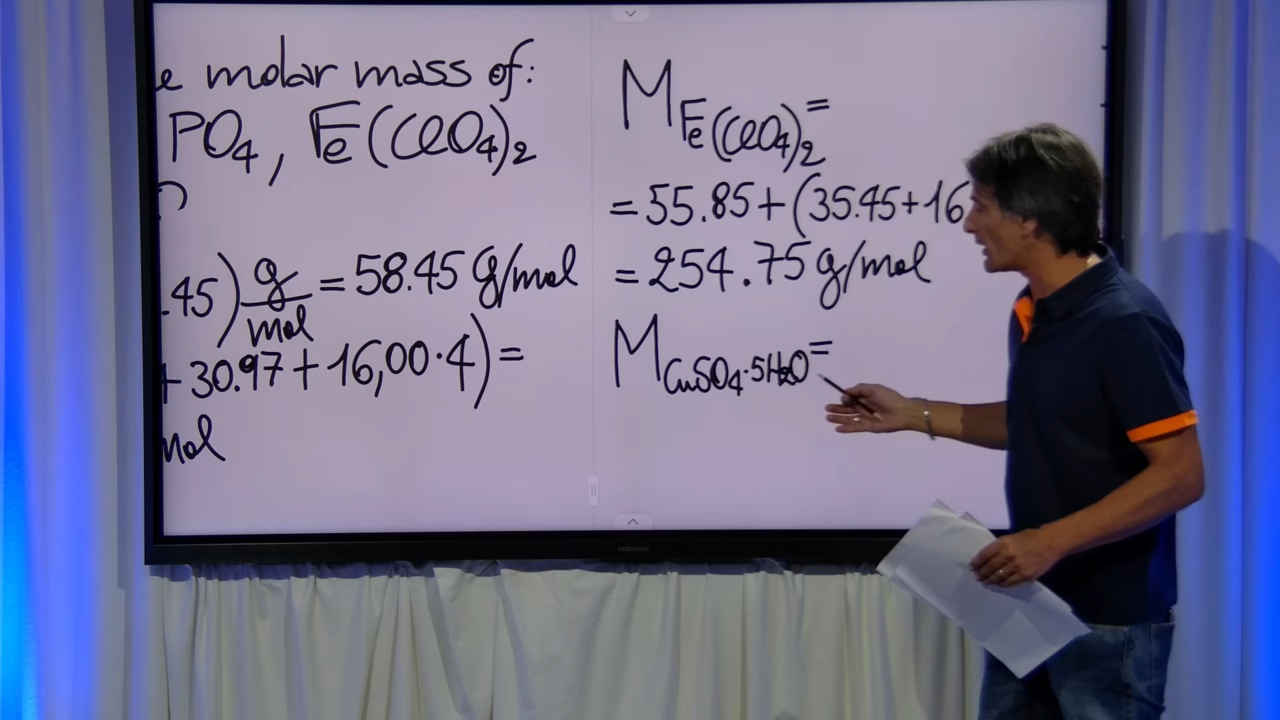 e molar mass of:
PO₄, Fe(ClO₄)₂
.45) g/mol = 58.45 g/mol
+ 30.97 + 16,00·4) =
mol
M Fe(ClO₄)₂ =
= 55.85 + (35.45 + 16
= 254.75 g/mol
M CuSO₄·5H₂O =
SAMSUNG